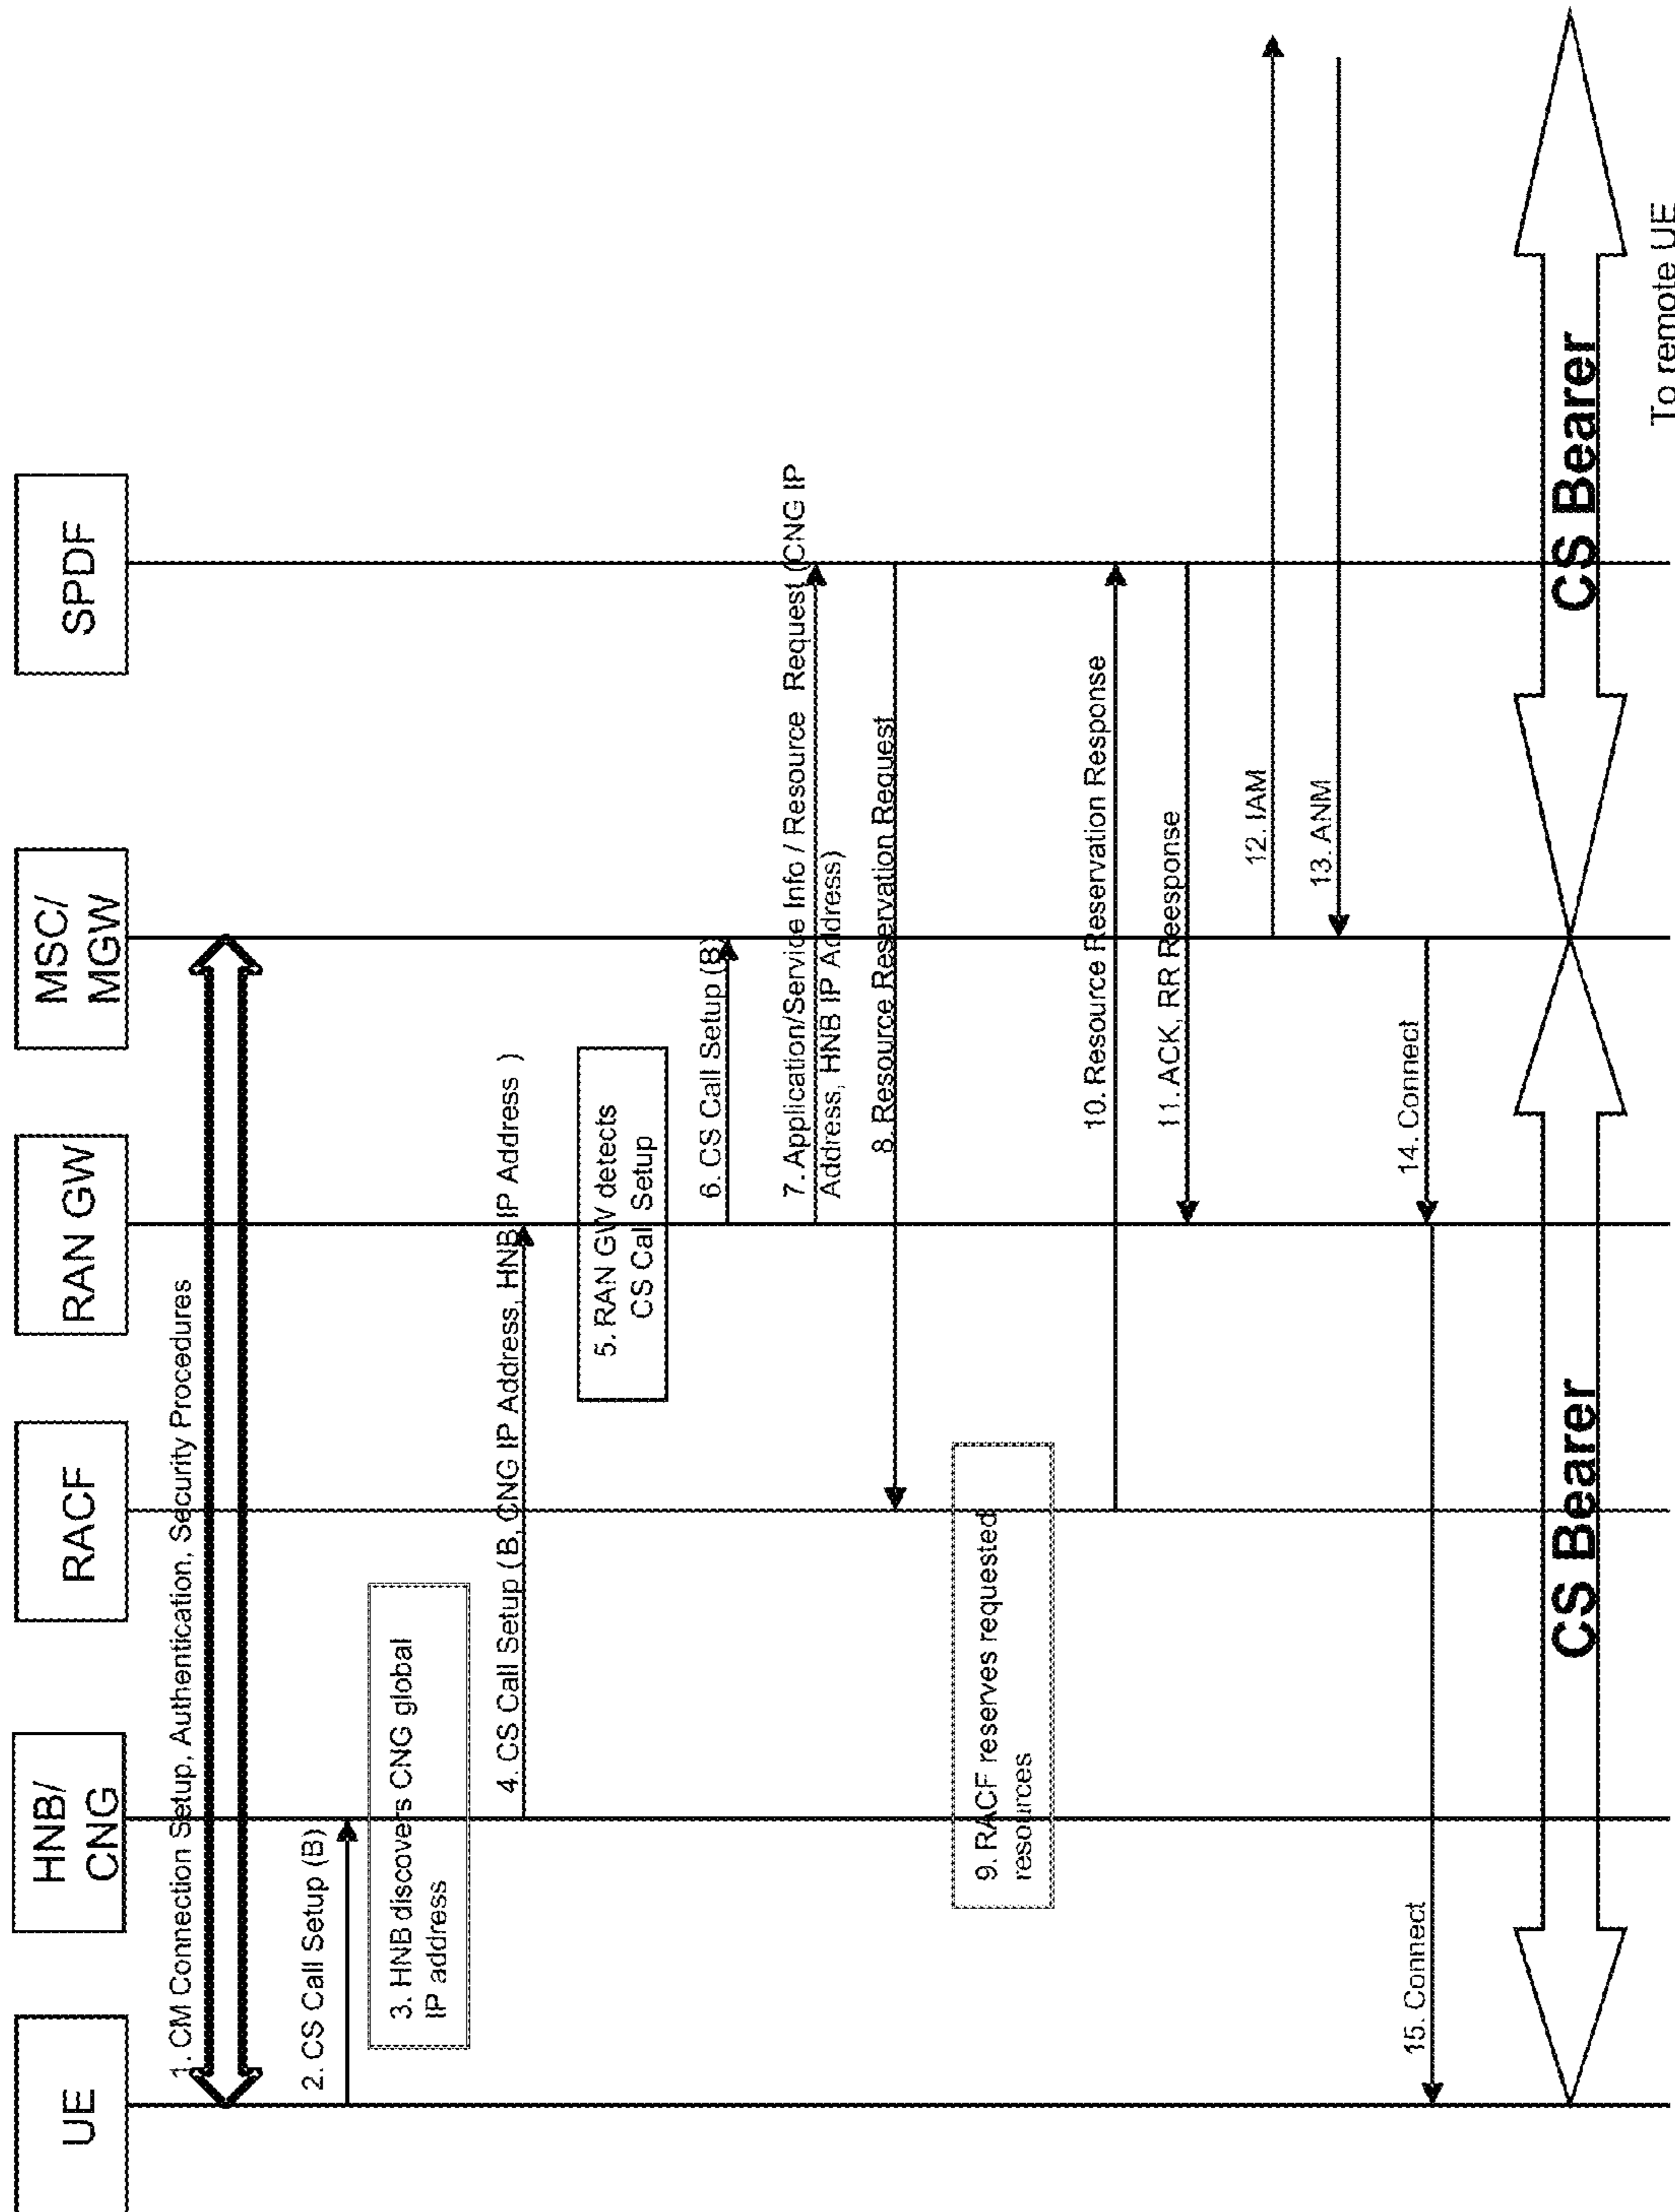 UE
HNB/
CNG
RACF
RAN GW
MSC/
MGW
SPDF
1. CM Connection Setup, Authentication, Security Procedures
2. CS Call Setup (B)
3. HNB discovers CNG global
IP address
4. CS Call Setup (B, CNG IP Address, HNB IP Address )
5. RAN GW detects
CS Call Setup
6. CS Call Setup (B)
7. Application/Service Info / Resource Request (CNG IP
Address, HNB IP Address)
8. Resource Reservation Request
9. RACF reserves requested
resources
10. Resource Reservation Response
11. ACK, RR Reesponse
12. IAM
13. ANM
14. Connect
15. Connect
CS Bearer
CS Bearer
To remote UE